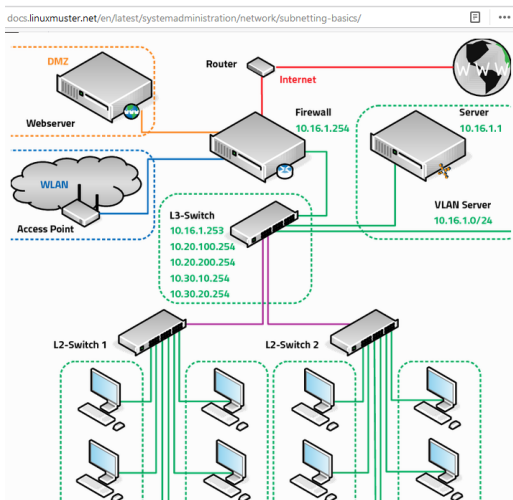 docs.linuxmuster.net/en/latest/systemadministration/network/subnetting-basics/
DMZ
Webserver
Router
Internet
WWW
Firewall
10.16.1.254
Server
10.16.1.1
VLAN Server
10.16.1.0/24
WLAN
Access Point
L3-Switch
10.16.1.253
10.20.100.254
10.20.200.254
10.30.10.254
10.30.20.254
L2-Switch 1
L2-Switch 2